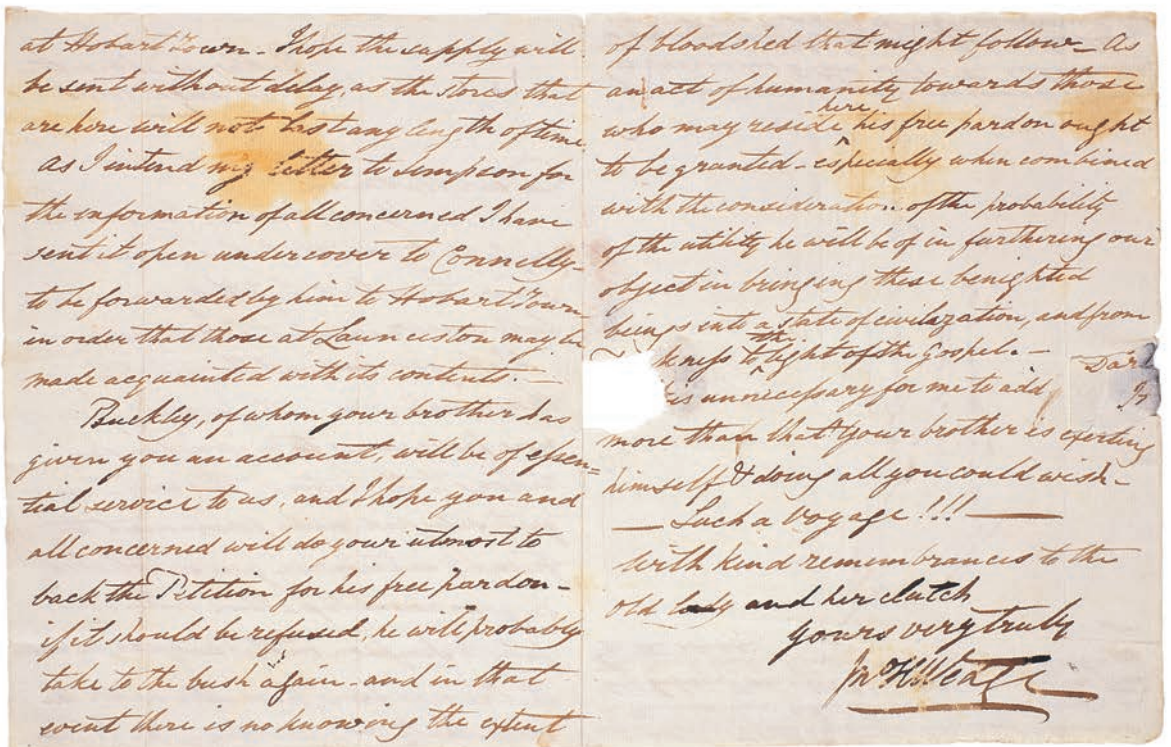 at Hobart Town - I hope the supply will
be sent without delay, as the stores that
are here will not last any length of time
As I intend my letter to Simpson for
the information of all concerned I have
sent it open under cover to Connelly -
to be forwarded by him to Hobart Town
in order that those at Launceston may be
made acquainted with its contents. —
Buckley, of whom your brother has
given you an account, will be of essen=
tial service to us, and I hope you and
all concerned will do your utmost to
back the Petition for his free pardon -
if it should be refused, he will probably
take to the bush again - and in that
event there is no knowing the extent
of bloodshed that might follow - As
an act of humanity towards those
who may reside here his free pardon ought
to be granted - especially when combined
with the consideration of the probability
of the utility he will be of in furthering our
object in bringing these benighted
beings into a state of civilization, and from
kness to the light of the Gospel. — Dar
is unnecessary for me to add
more than that your brother is exerting
himself & doing all you could wish -
— Such a voyage !!! —
With kind remembrances to the
old lady and her clutch
Yours very truly
Jno H Wedge